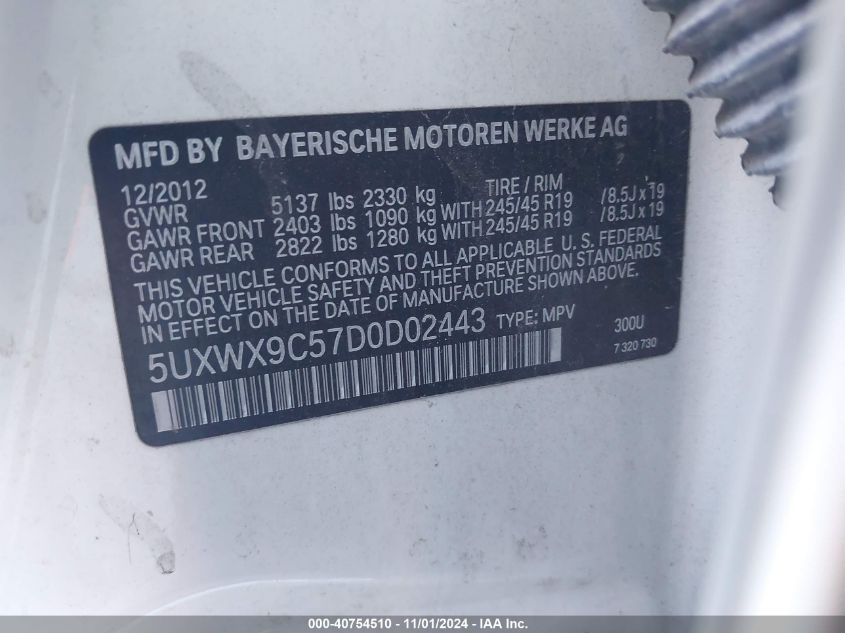 MFD BY BAYERISCHE MOTOREN WERKE AG
12/2012 TIRE / RIM
GVWR 5137 lbs 2330 kg
GAWR FRONT 2403 lbs 1090 kg WITH 245/45 R19 /8.5J x 19
GAWR REAR 2822 lbs 1280 kg WITH 245/45 R19 /8.5J x 19
THIS VEHICLE CONFORMS TO ALL APPLICABLE U. S. FEDERAL
MOTOR VEHICLE SAFETY AND THEFT PREVENTION STANDARDS
IN EFFECT ON THE DATE OF MANUFACTURE SHOWN ABOVE.
5UXWX9C57D0D02443 TYPE: MPV 300U
7 320 730
000-40754510 - 11/01/2024 - IAA Inc.